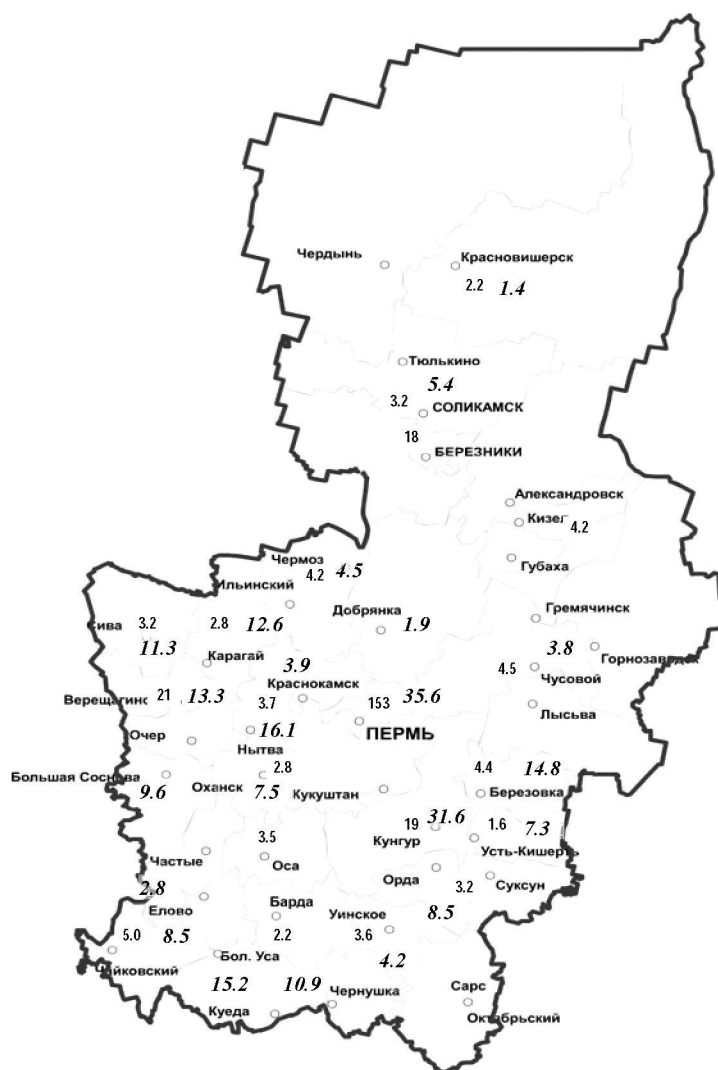 Чердынь
Красновишерск
2.2 1.4
Тюлькино
5.4
3.2
СОЛИКАМСК
18
БЕРЕЗНИКИ
Александровск
Кизел
4.2
Губаха
Чермоз
4.2 4.5
Ильинский
Добрянка
1.9
Гремячинск
Сива
3.2
2.8 12.6
11.3
3.8
Горнозаводск
Карагай
3.9
4.5
Чусовой
Краснокамск
Верещагино
21 13.3
3.7
153 35.6
Лысьва
16.1
ПЕРМЬ
Очер
Нытва
2.8
Большая Соснова
9.6
Оханск
7.5
Кукуштан
4.4 14.8
Березовка
19 31.6
1.6 7.3
Кунгур
Усть-Кишерть
3.5
Частые
Оса
Орда
3.2
Суксун
2.8
Елово
Барда
Уинское
8.5
5.0 8.5
2.2
3.6
Чайковский
Бол. Уса
4.2
15.2 10.9
Чернушка
Сарс
Куеда
Октябрьский